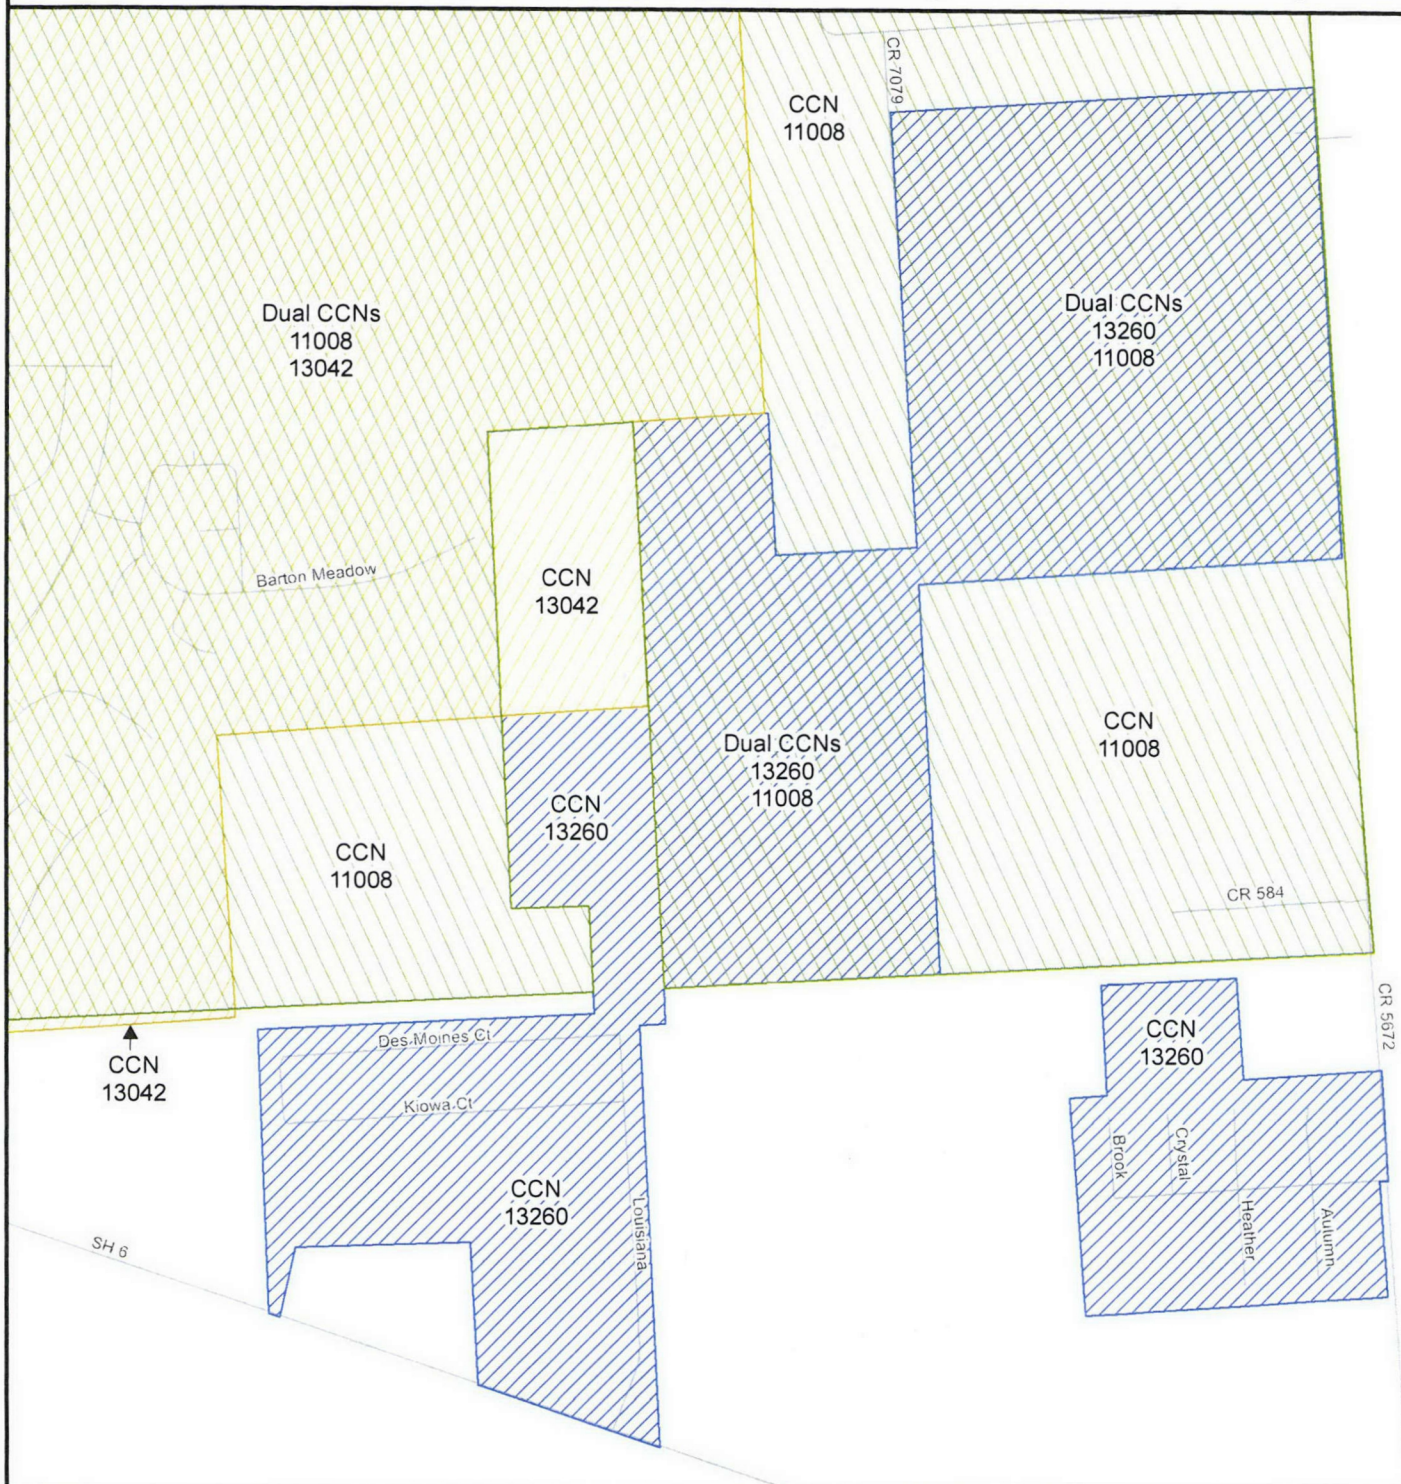 CR 7079
CCN
11008
Dual CCNs
11008
13042
Dual CCNs
13260
11008
Barton Meadow
CCN
13042
CCN
11008
Dual CCNs
13260
11008
CCN
13260
CCN
11008
CR 584
CR 5672
Des Moines Ct
CCN
13260
CCN
13042
Kiowa Ct
Brook
Crystal
CCN
13260
Louisiana
Heather
Autumn
SH 6